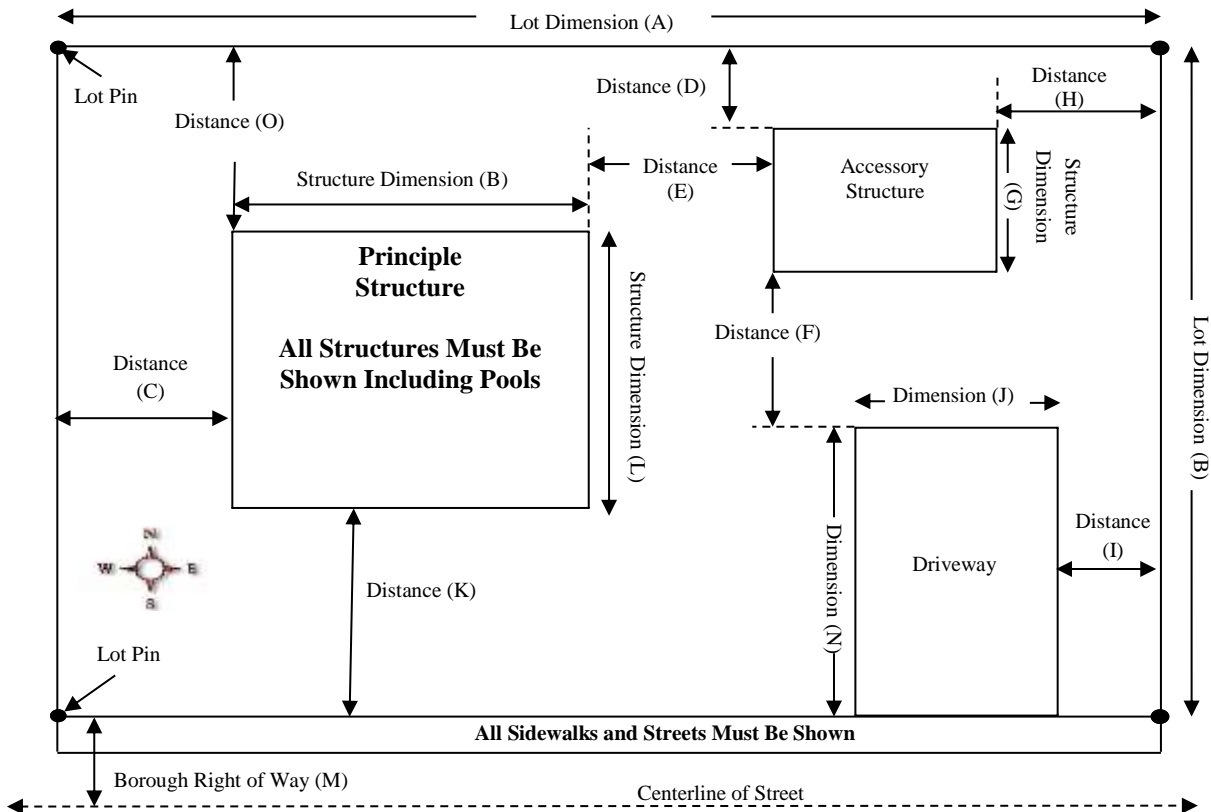 Lot Dimension (A)
Lot Pin
Distance (O)
Distance (D)
Distance
(H)
Structure Dimension (B)
Distance
(E)
Accessory
Structure
Structure
Dimension
(G)
Principle
Structure
All Structures Must Be
Shown Including Pools
Structure Dimension (L)
Distance (F)
Lot Dimension (B)
Distance
(C)
Dimension (J)
N
W E
S
Distance (K)
Dimension (N)
Driveway
Distance
(I)
Lot Pin
All Sidewalks and Streets Must Be Shown
Borough Right of Way (M)
Centerline of Street